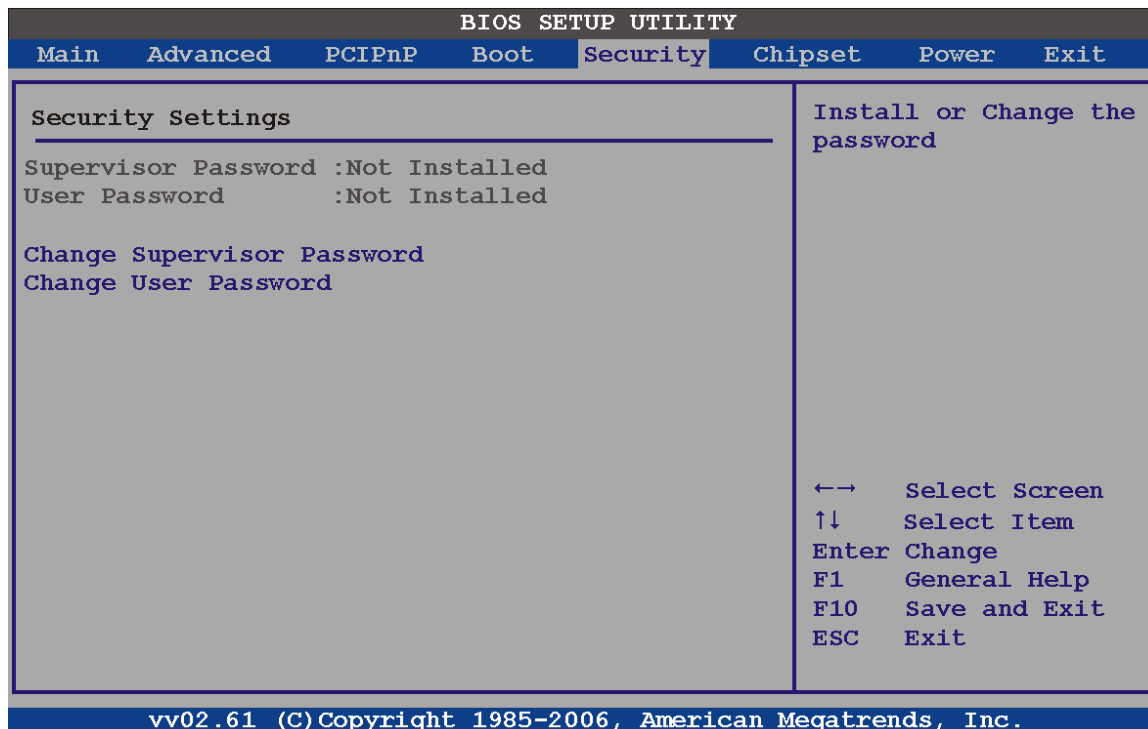 BIOS SETUP UTILITY
Main Advanced PCIPnP Boot Security Chipset Power Exit
Security Settings
Supervisor Password :Not Installed
User Password :Not Installed
Change Supervisor Password
Change User Password
Install or Change the
password
←→ Select Screen
↑↓ Select Item
Enter Change
F1 General Help
F10 Save and Exit
ESC Exit
vv02.61 (C)Copyright 1985-2006, American Megatrends, Inc.